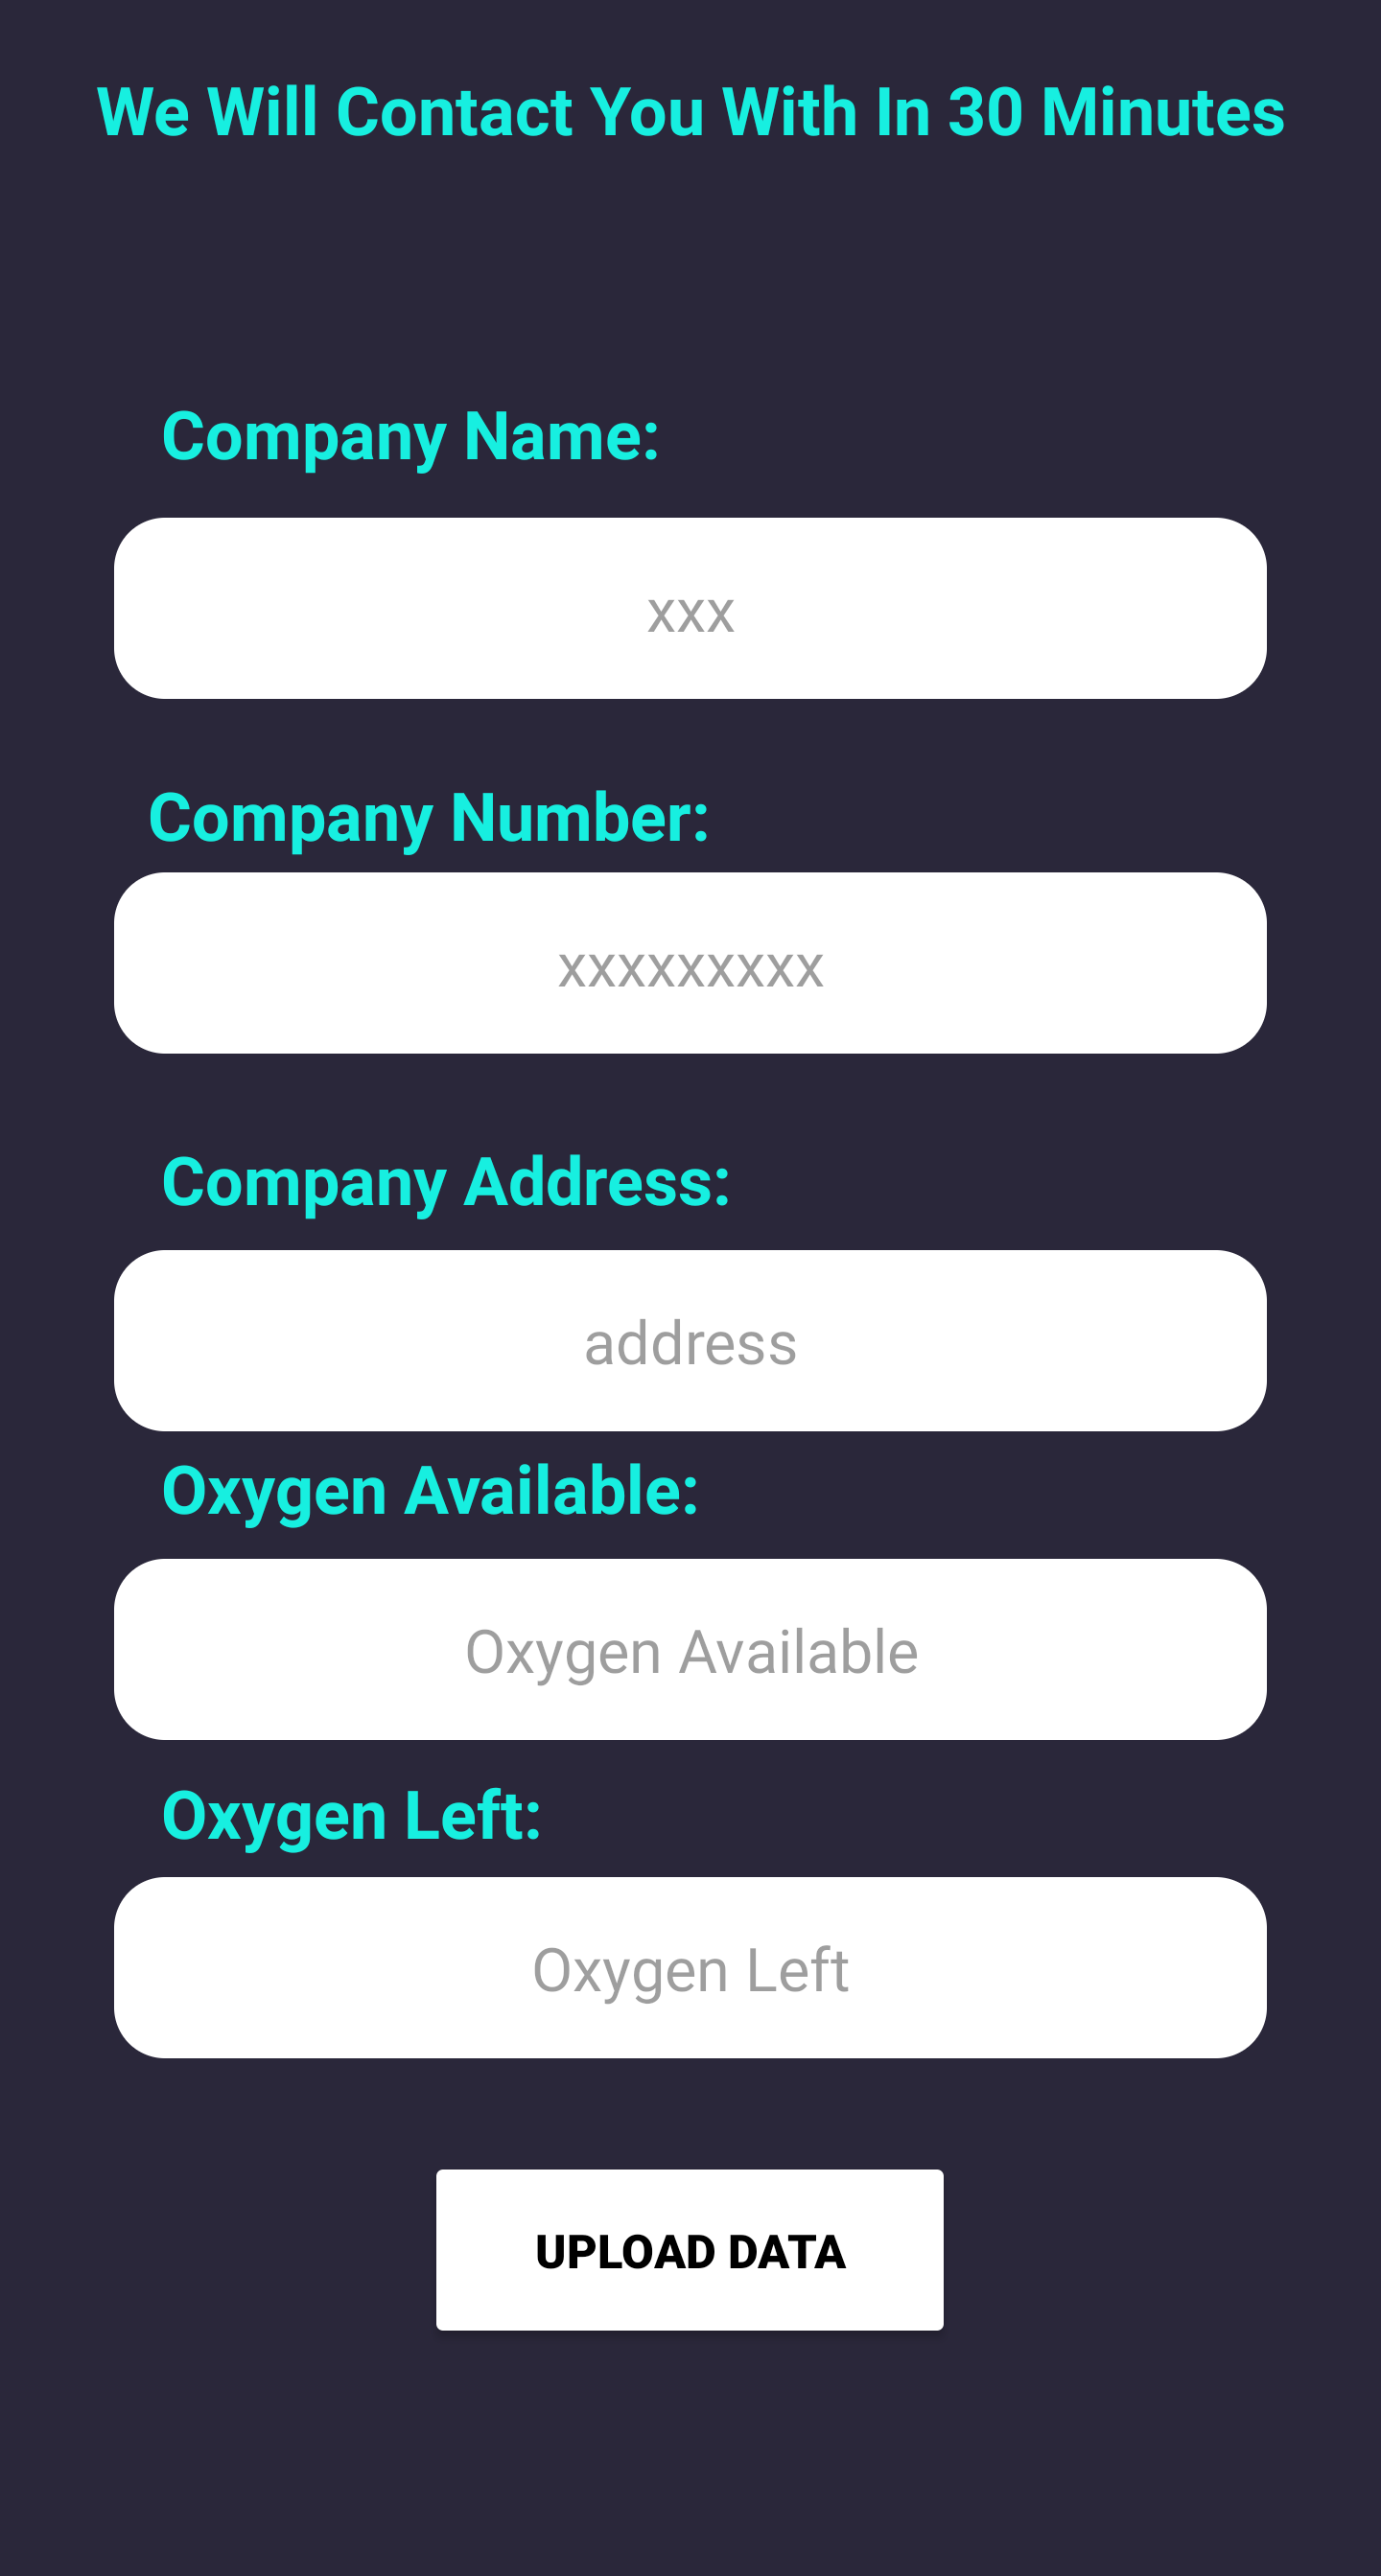 We Will Contact You With In 30 Minutes
Company Name:
xxx
Company Number:
xxxxxxxxx
Company Address:
address
Oxygen Available:
Oxygen Available
Oxygen Left:
Oxygen Left
UPLOAD DATA